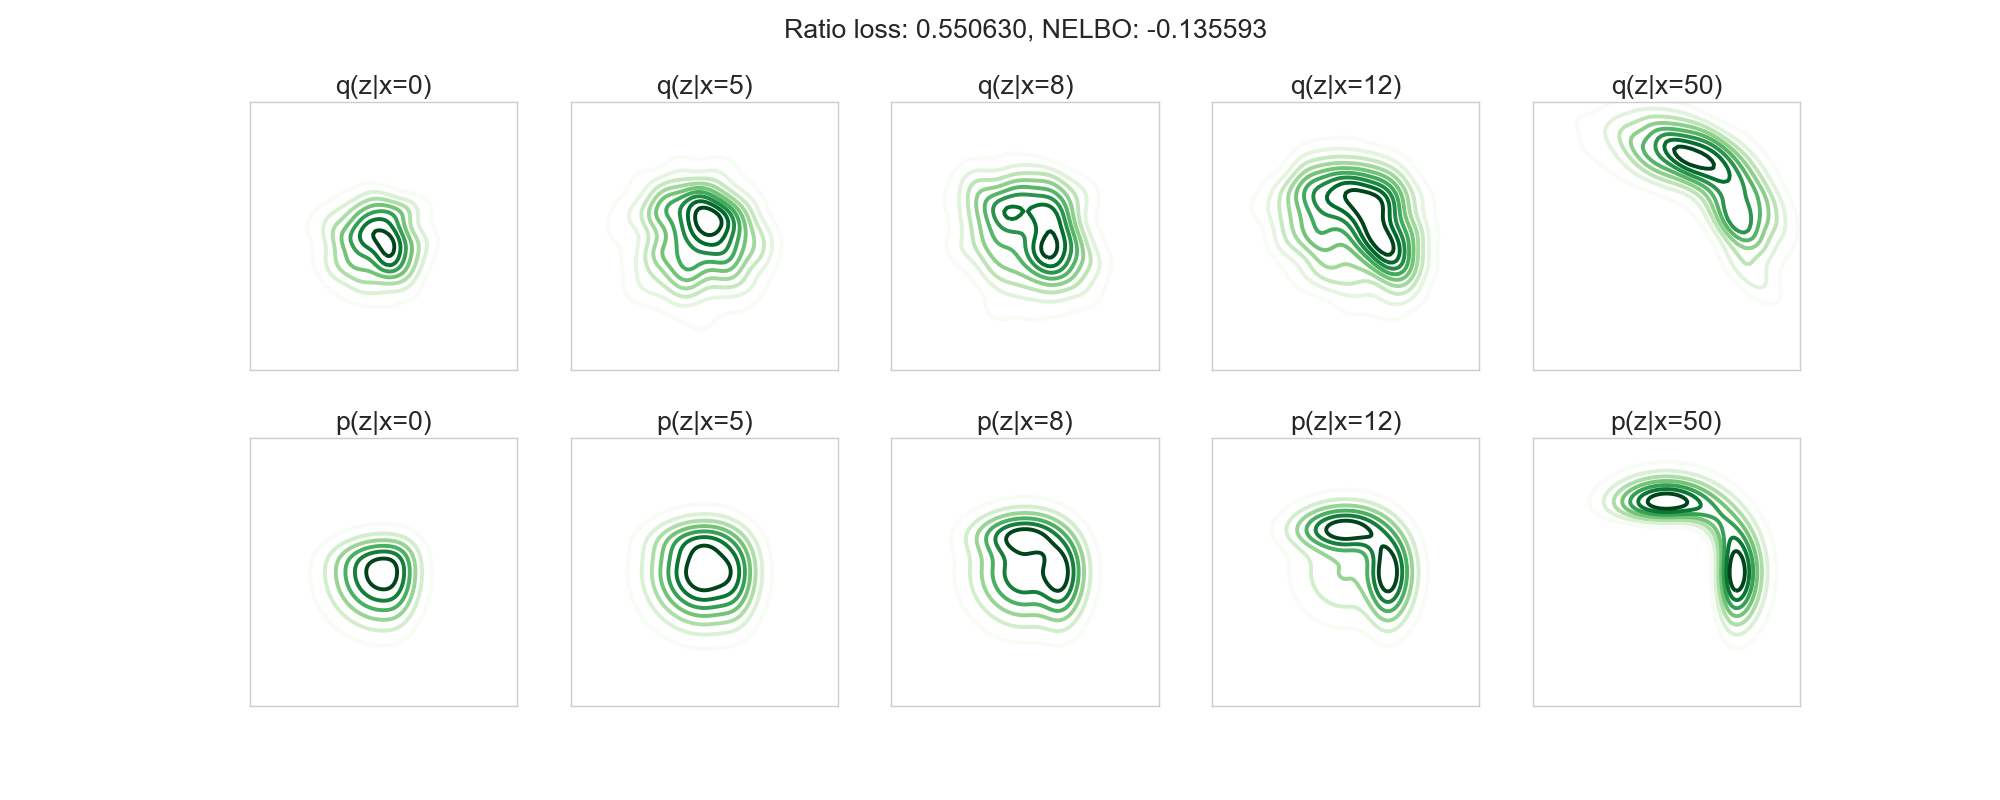 Ratio loss: 0.550630, NELBO: -0.135593
q(z|x=0) q(z|x=5) q(z|x=8) q(z|x=12) q(z|x=50)
p(z|x=0) p(z|x=5) p(z|x=8) p(z|x=12) p(z|x=50)